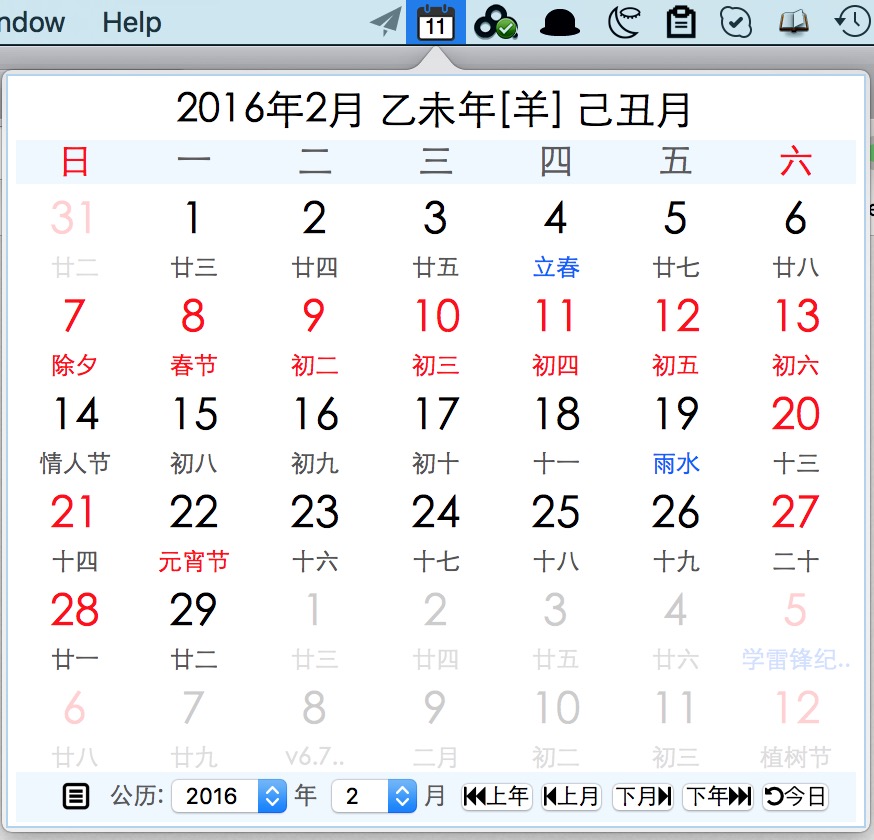 ndow Help 11
2016年2月 乙未年[羊] 己丑月
日 一 二 三 四 五 六
31 1 2 3 4 5 6
廿二 廿三 廿四 廿五 立春 廿七 廿八
7 8 9 10 11 12 13
除夕 春节 初二 初三 初四 初五 初六
14 15 16 17 18 19 20
情人节 初八 初九 初十 十一 雨水 十三
21 22 23 24 25 26 27
十四 元宵节 十六 十七 十八 十九 二十
28 29 1 2 3 4 5
廿一 廿二 廿三 廿四 廿五 廿六 学雷锋纪..
6 7 8 9 10 11 12
廿八 廿九 v6.7.. 二月 初二 初三 植树节
公历: 2016 年 2 月 上年 上月 下月 下年 今日